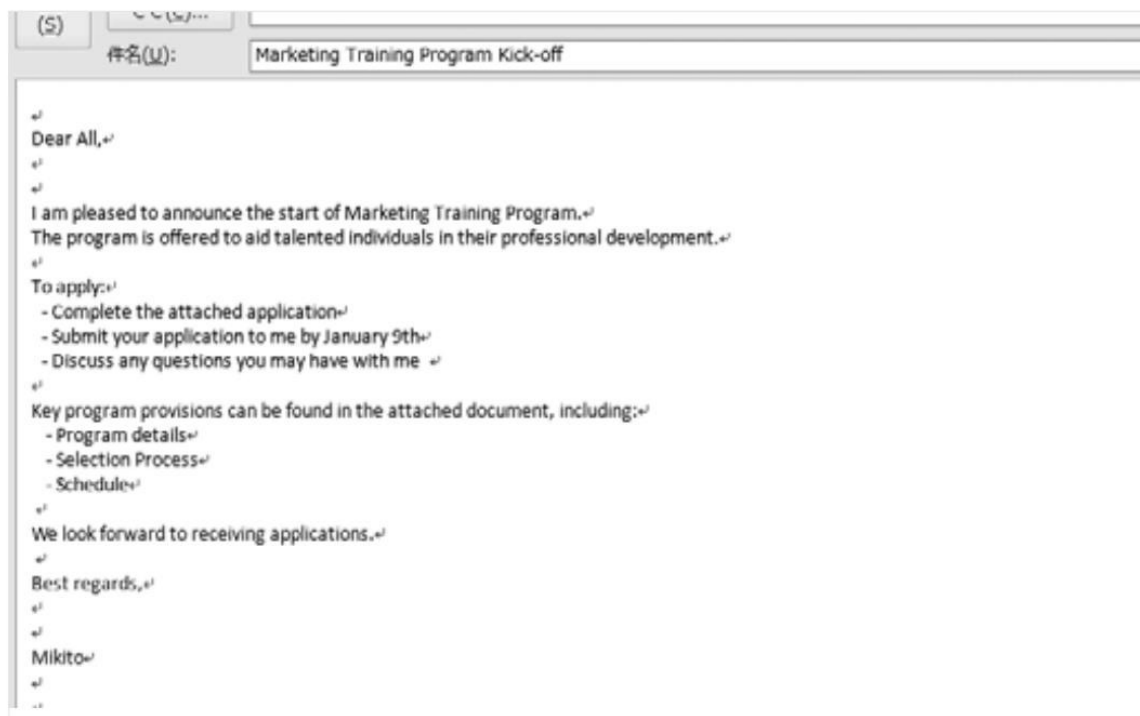 (S)
件名(U):
Marketing Training Program Kick-off
Dear All,
I am pleased to announce the start of Marketing Training Program.
The program is offered to aid talented individuals in their professional development.
To apply:
- Complete the attached application
- Submit your application to me by January 9th
- Discuss any questions you may have with me
Key program provisions can be found in the attached document, including:
- Program details
- Selection Process
- Schedule
We look forward to receiving applications.
Best regards,
Mikito